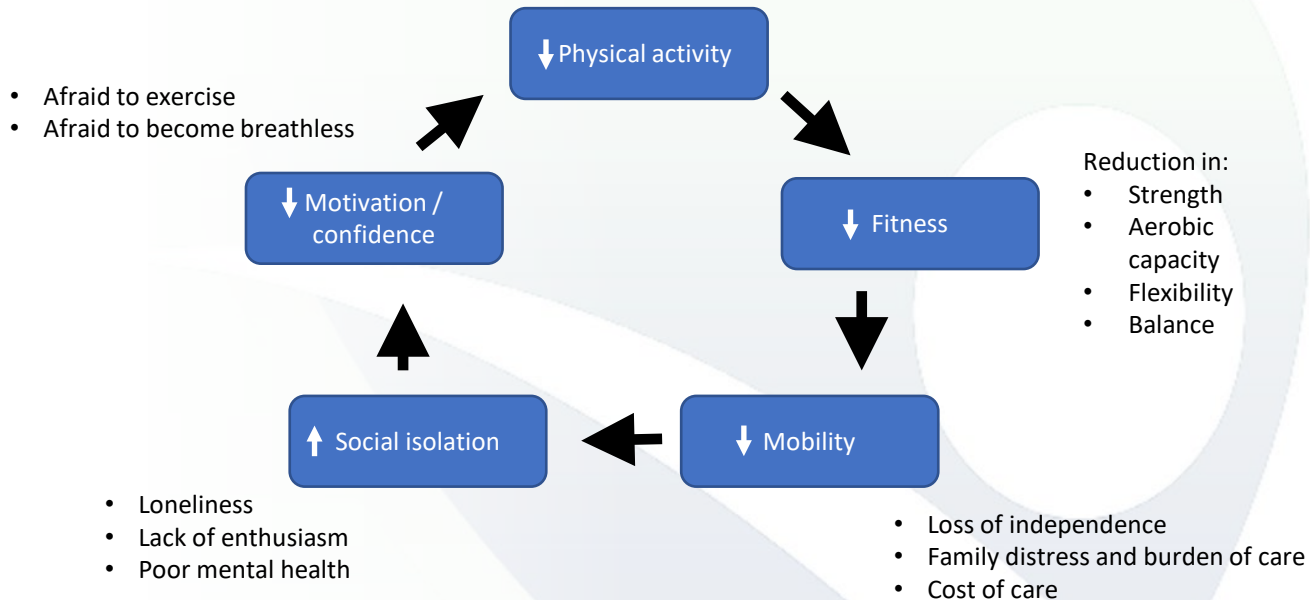 ↓ Physical activity
• Afraid to exercise
• Afraid to become breathless
↓ Motivation /
confidence
↓ Fitness
Reduction in:
• Strength
• Aerobic
capacity
• Flexibility
• Balance
↑ Social isolation
↓ Mobility
• Loneliness
• Lack of enthusiasm
• Poor mental health
• Loss of independence
• Family distress and burden of care
• Cost of care